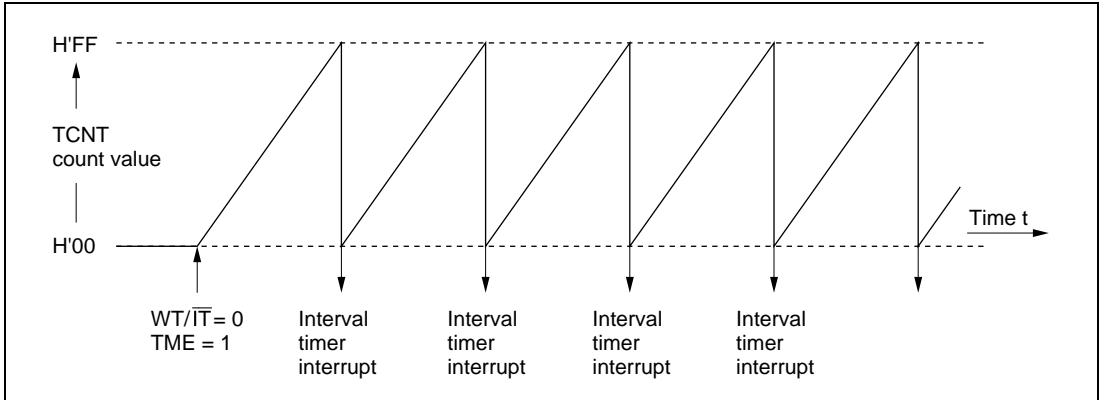 H'FF
TCNT
count value
H'00
Time t
WT/I̅T̅ = 0
TME = 1
Interval
timer
interrupt
Interval
timer
interrupt
Interval
timer
interrupt
Interval
timer
interrupt